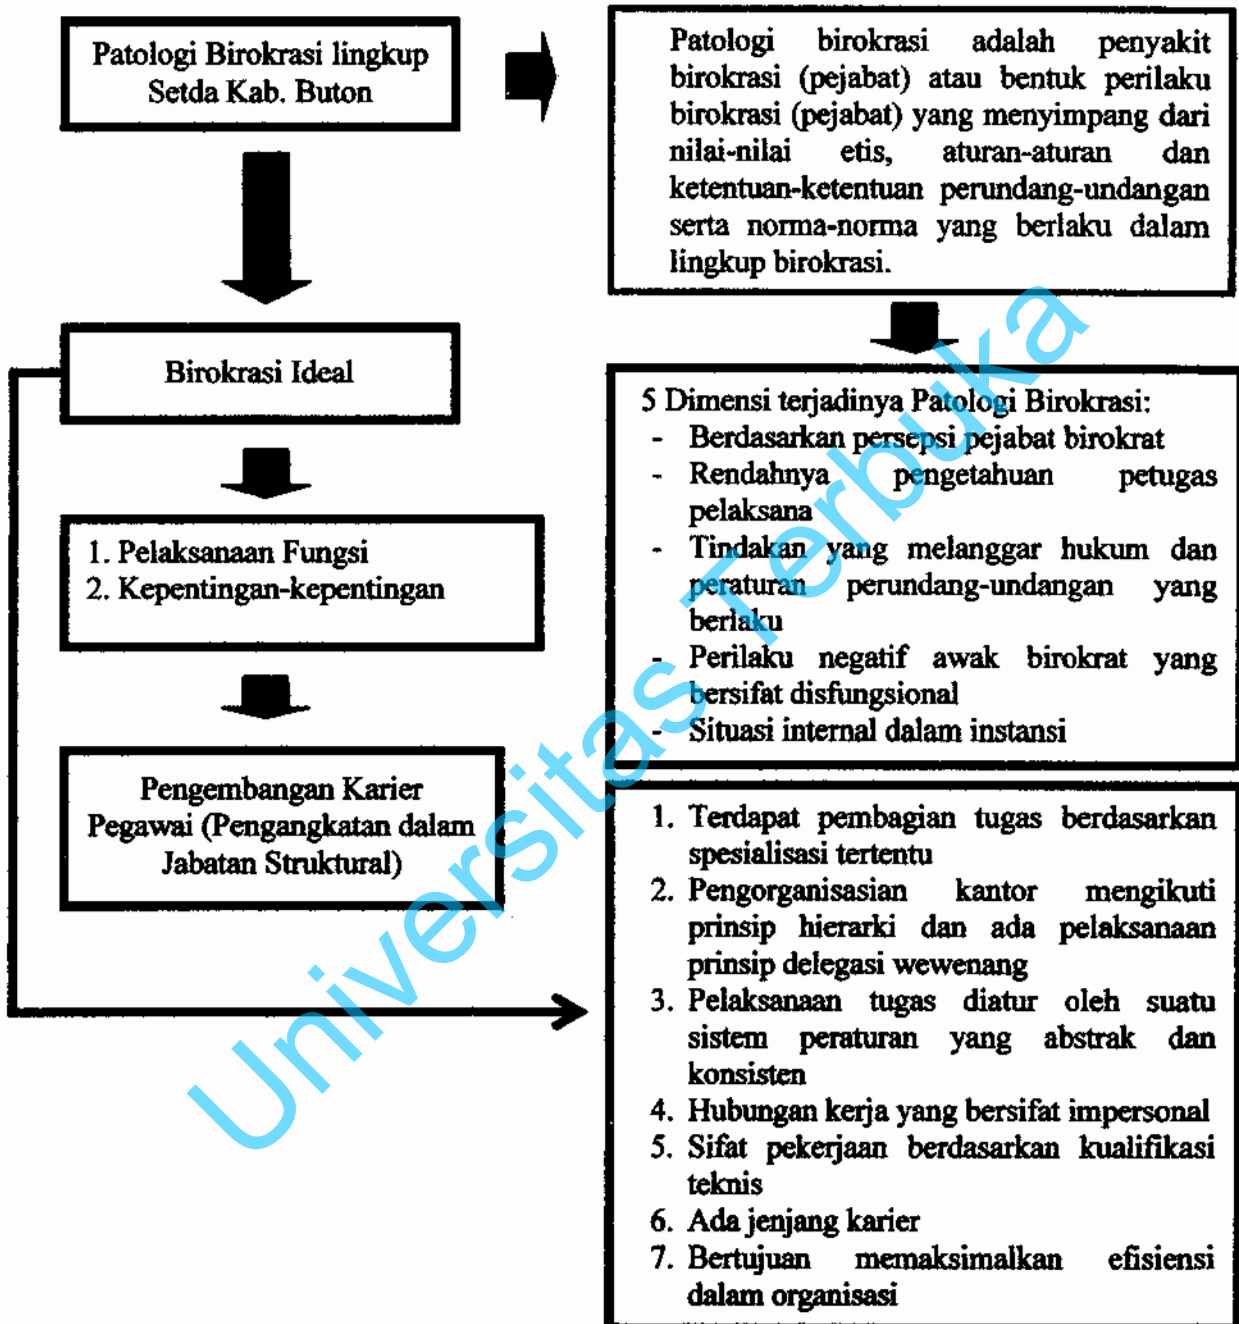 Patologi Birokrasi lingkup
Setda Kab. Buton
Patologi birokrasi adalah penyakit
birokrasi (pejabat) atau bentuk perilaku
birokrasi (pejabat) yang menyimpang dari
nilai-nilai etis, aturan-aturan dan
ketentuan-ketentuan perundang-undangan
serta norma-norma yang berlaku dalam
lingkup birokrasi.
Birokrasi Ideal
5 Dimensi terjadinya Patologi Birokrasi:
- Berdasarkan persepsi pejabat birokrat
- Rendahnya pengetahuan petugas
pelaksana
- Tindakan yang melanggar hukum dan
peraturan perundang-undangan yang
berlaku
- Perilaku negatif awak birokrat yang
bersifat disfungsional
- Situasi internal dalam instansi
1. Pelaksanaan Fungsi
2. Kepentingan-kepentingan
Pengembangan Karier
Pegawai (Pengangkatan dalam
Jabatan Struktural)
1. Terdapat pembagian tugas berdasarkan
spesialisasi tertentu
2. Pengorganisasian kantor mengikuti
prinsip hierarki dan ada pelaksanaan
prinsip delegasi wewenang
3. Pelaksanaan tugas diatur oleh suatu
sistem peraturan yang abstrak dan
konsisten
4. Hubungan kerja yang bersifat impersonal
5. Sifat pekerjaan berdasarkan kualifikasi
teknis
6. Ada jenjang karier
7. Bertujuan memaksimalkan efisiensi
dalam organisasi
Universitas Terbuka